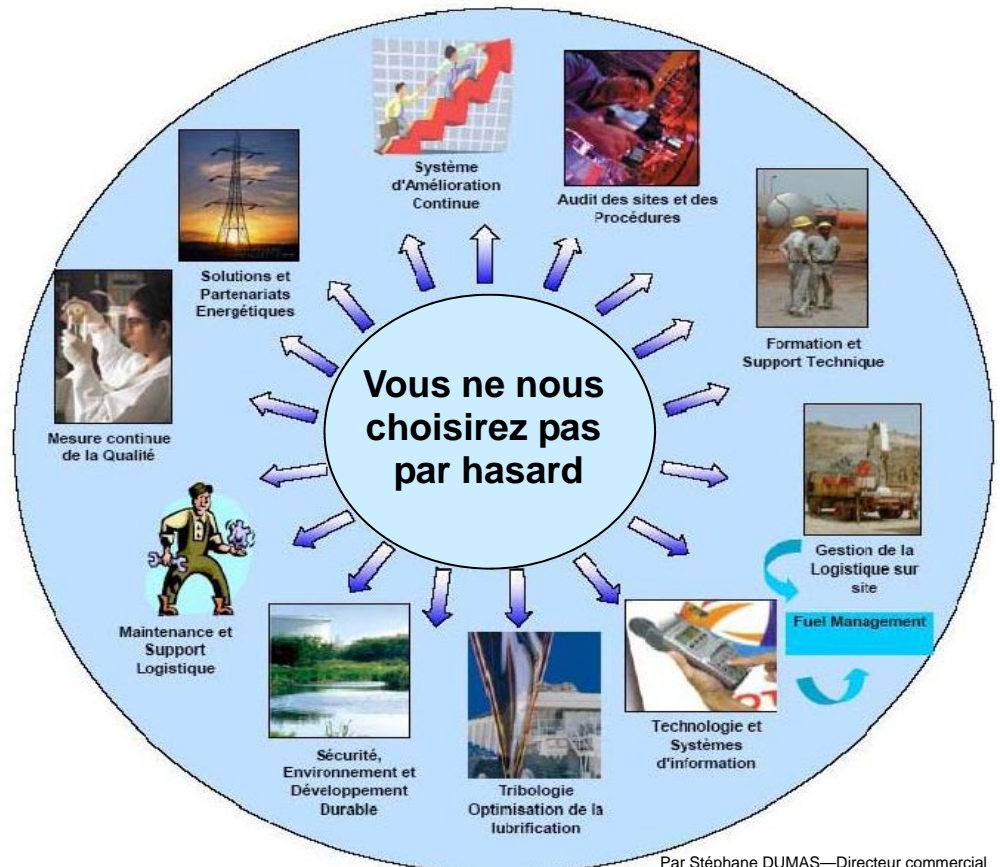 Système
d'Amélioration
Continue
Audit des sites et des
Procédures
Formation et
Support Technique
Gestion de la
Logistique sur
site
Fuel Management
Technologie et
Systèmes
d'information
Tribologie
Optimisation de la
lubrification
Sécurité,
Environnement et
Développement
Durable
Maintenance et
Support
Logistique
Mesure continue
de la Qualité
Solutions et
Partenariats
Energétiques
Vous ne nous
choisirez pas
par hasard
Par Stéphane DUMAS—Directeur commercial